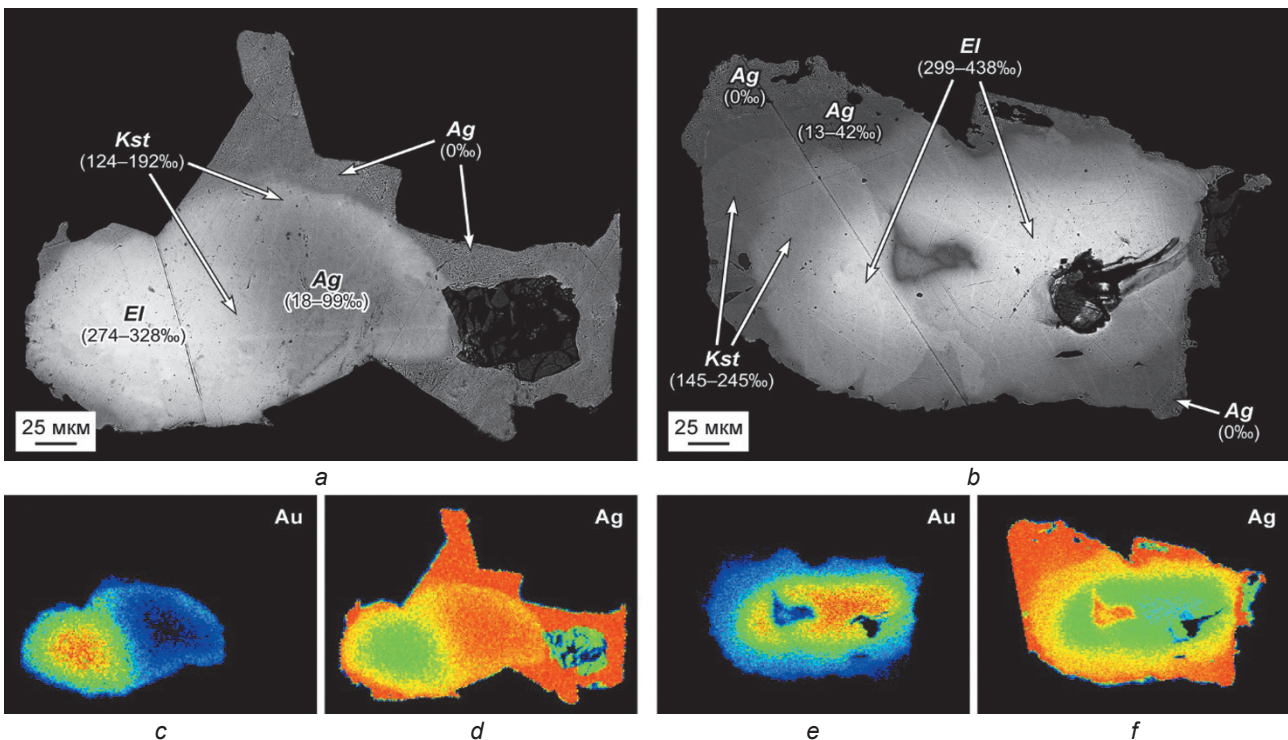 Kst
(124–192‰)
Ag
(0‰)
Ag
(18–99‰)
El
(274–328‰)
25 мкм
a
Ag
(0‰)
Ag
(13–42‰)
El
(299–438‰)
Kst
(145–245‰)
Ag
(0‰)
25 мкм
b
Au
c
Ag
d
Au
e
Ag
f